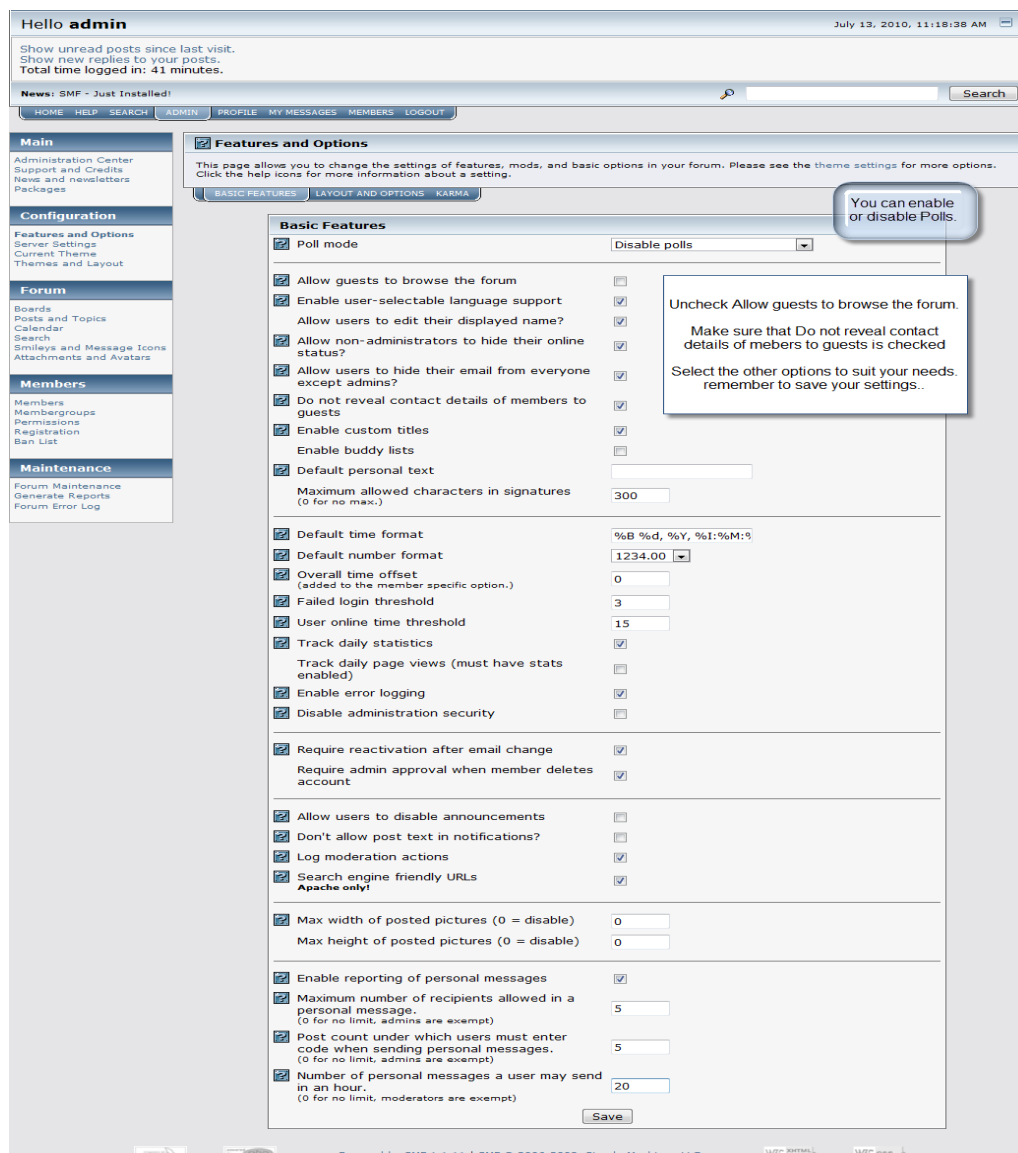 Hello admin
July 13, 2010, 11:18:38 AM
Show unread posts since last visit.
Show new replies to your posts.
Total time logged in: 41 minutes.
News: SMF - Just Installed!
Search
HOME HELP SEARCH ADMIN PROFILE MY MESSAGES MEMBERS LOGOUT
Main
Administration Center
Support and Credits
News and newsletters
Packages
Configuration
Features and Options
Server Settings
Current Theme
Themes and Layout
Forum
Boards
Posts and Topics
Calendar
Search
Smileys and Message Icons
Attachments and Avatars
Members
Members
Membergroups
Permissions
Registration
Ban List
Maintenance
Forum Maintenance
Generate Reports
Forum Error Log
Features and Options
This page allows you to change the settings of features, mods, and basic options in your forum. Please see the theme settings for more options.
Click the help icons for more information about a setting.
BASIC FEATURES LAYOUT AND OPTIONS KARMA
You can enable
or disable Polls.
Basic Features
Poll mode Disable polls
Allow guests to browse the forum
Enable user-selectable language support
Allow users to edit their displayed name?
Allow non-administrators to hide their online
status?
Allow users to hide their email from everyone
except admins?
Do not reveal contact details of members to
guests
Enable custom titles
Enable buddy lists
Default personal text
Maximum allowed characters in signatures 300
(0 for no max.)
Uncheck Allow guests to browse the forum.
Make sure that Do not reveal contact
details of mebers to guests is checked
Select the other options to suit your needs.
remember to save your settings..
Default time format %B %d, %Y, %I:%M:%
Default number format 1234.00
Overall time offset 0
(added to the member specific option.)
Failed login threshold 3
User online time threshold 15
Track daily statistics
Track daily page views (must have stats
enabled)
Enable error logging
Disable administration security
Require reactivation after email change
Require admin approval when member deletes
account
Allow users to disable announcements
Don't allow post text in notifications?
Log moderation actions
Search engine friendly URLs
Apache only!
Max width of posted pictures (0 = disable) 0
Max height of posted pictures (0 = disable) 0
Enable reporting of personal messages
Maximum number of recipients allowed in a
personal message. 5
(0 for no limit, admins are exempt)
Post count under which users must enter
code when sending personal messages. 5
(0 for no limit, admins are exempt)
Number of personal messages a user may send
in an hour. 20
(0 for no limit, moderators are exempt)
Save